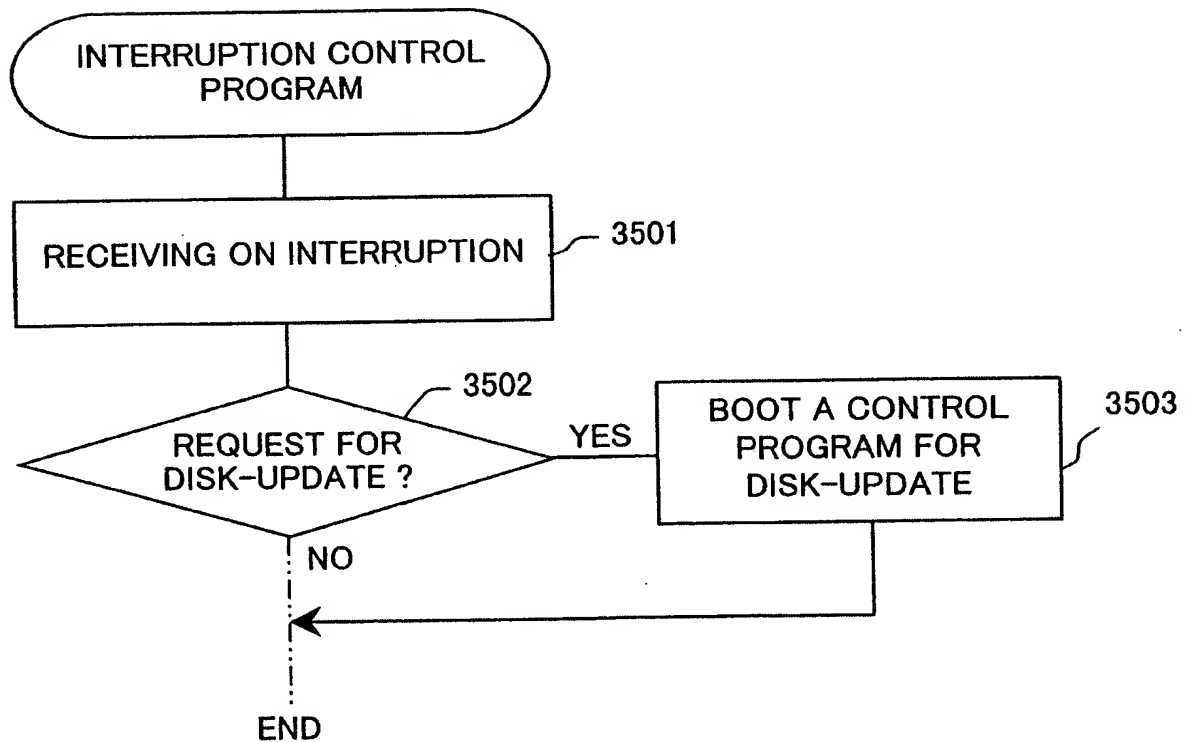 INTERRUPTION CONTROL
PROGRAM
RECEIVING ON INTERRUPTION
3501
3502
REQUEST FOR
DISK-UPDATE ?
YES
BOOT A CONTROL
PROGRAM FOR
DISK-UPDATE
3503
NO
END